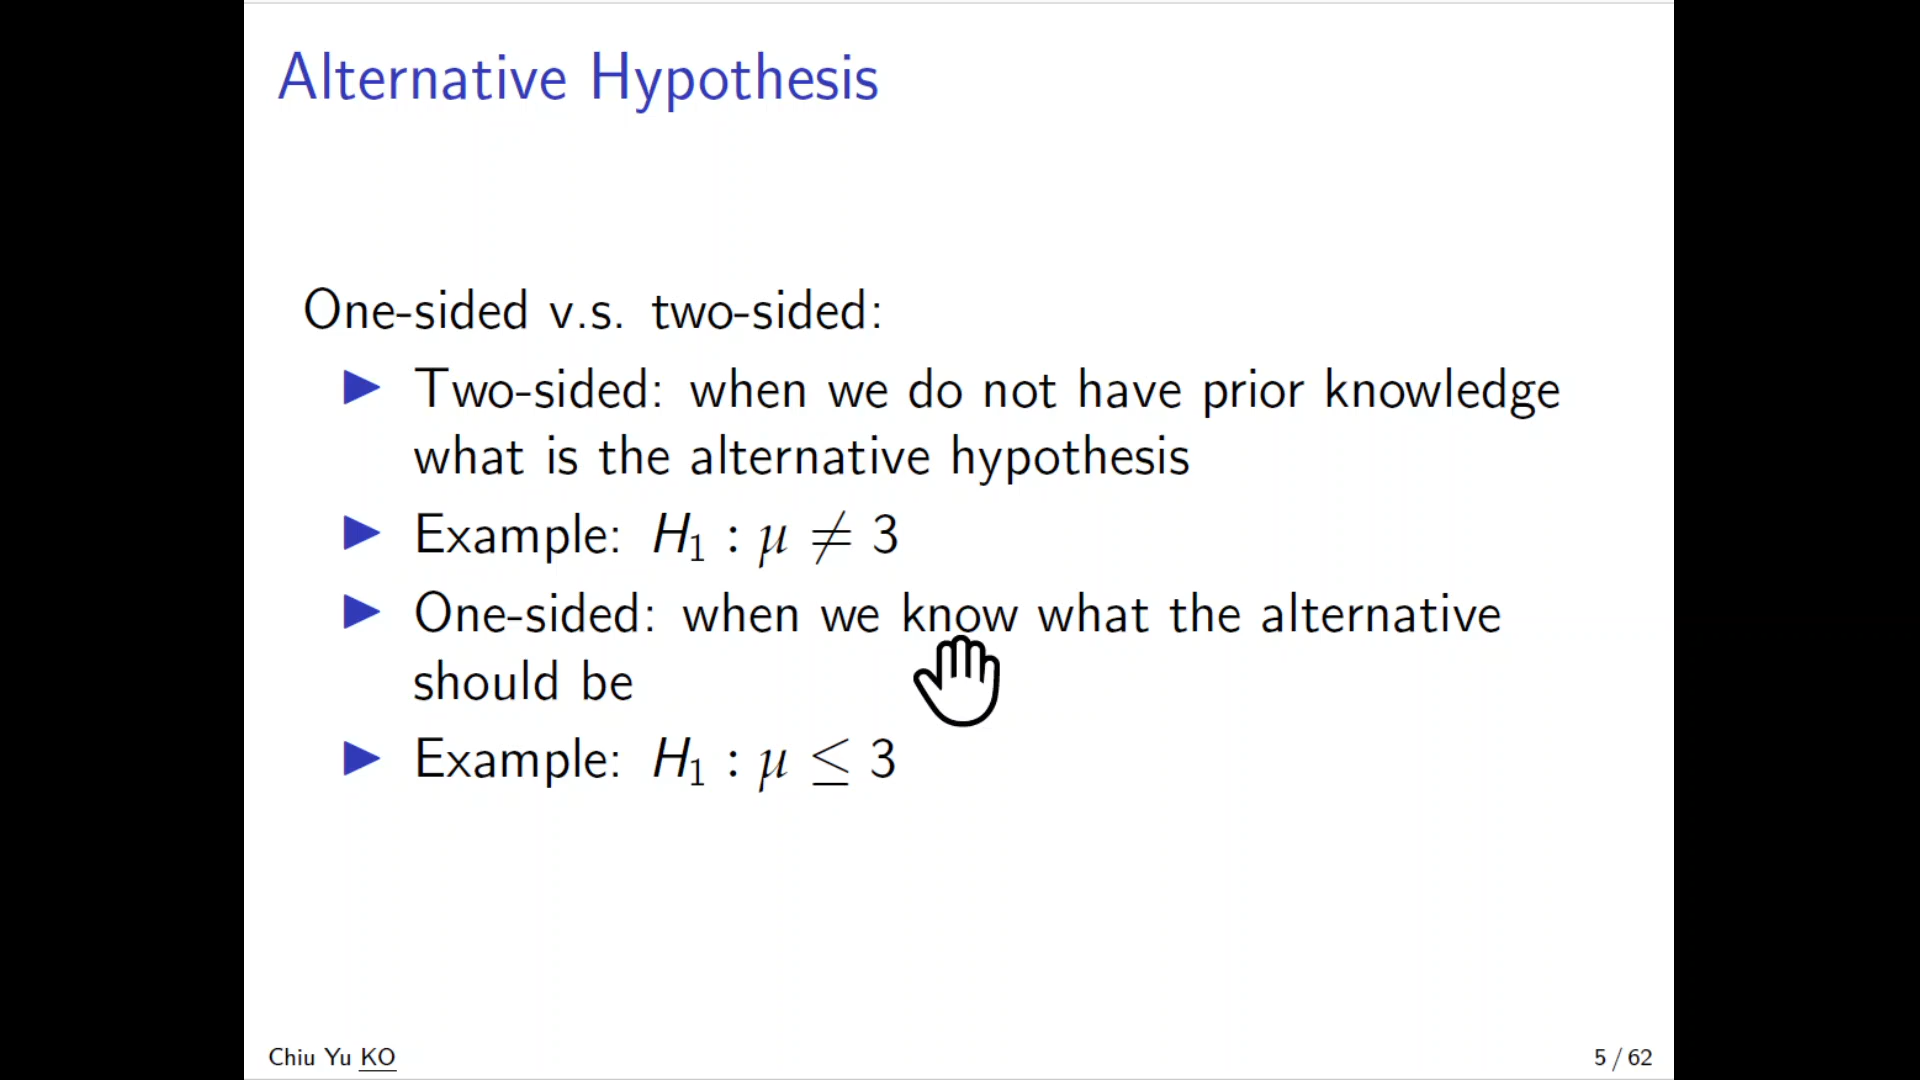 Alternative Hypothesis
One-sided v.s. two-sided:
▶ Two-sided: when we do not have prior knowledge
what is the alternative hypothesis
▶ Example: H₁ : μ ≠ 3
▶ One-sided: when we know what the alternative
should be
▶ Example: H₁ : μ ≤ 3
Chiu Yu KO
5 / 62